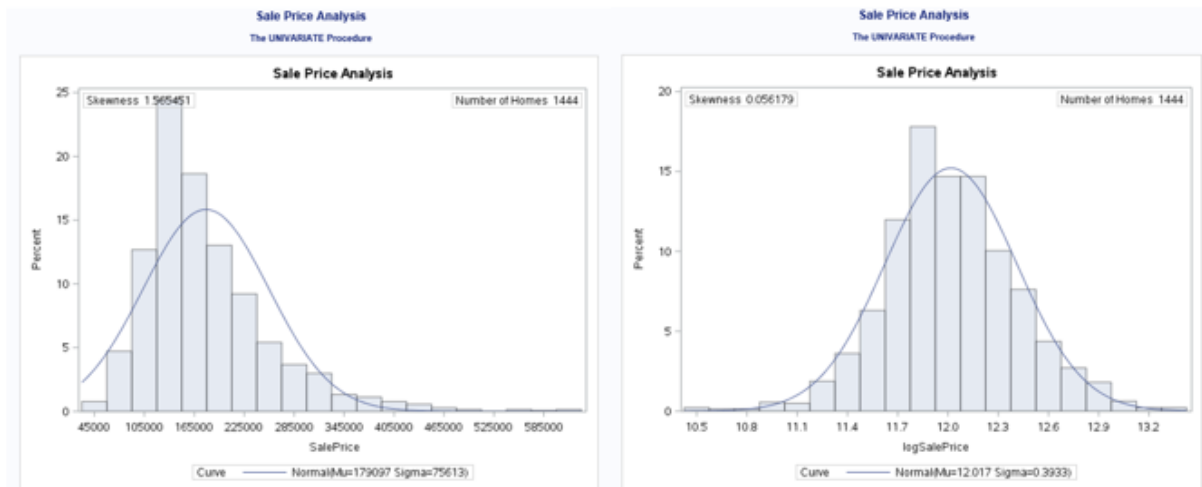 Sale Price Analysis
The UNIVARIATE Procedure
Sale Price Analysis
Skewness 1.565451
Number of Homes 1444
25
20
15
10
5
0
Percent
45000 105000 165000 225000 285000 345000 405000 465000 525000 585000
SalePrice
Curve Normal(Mu=179097 Sigma=75613)
Sale Price Analysis
The UNIVARIATE Procedure
Sale Price Analysis
Skewness 0.056179
Number of Homes 1444
20
15
10
5
0
Percent
10.5 10.8 11.1 11.4 11.7 12.0 12.3 12.6 12.9 13.2
logSalePrice
Curve Normal(Mu=12.017 Sigma=0.3933)